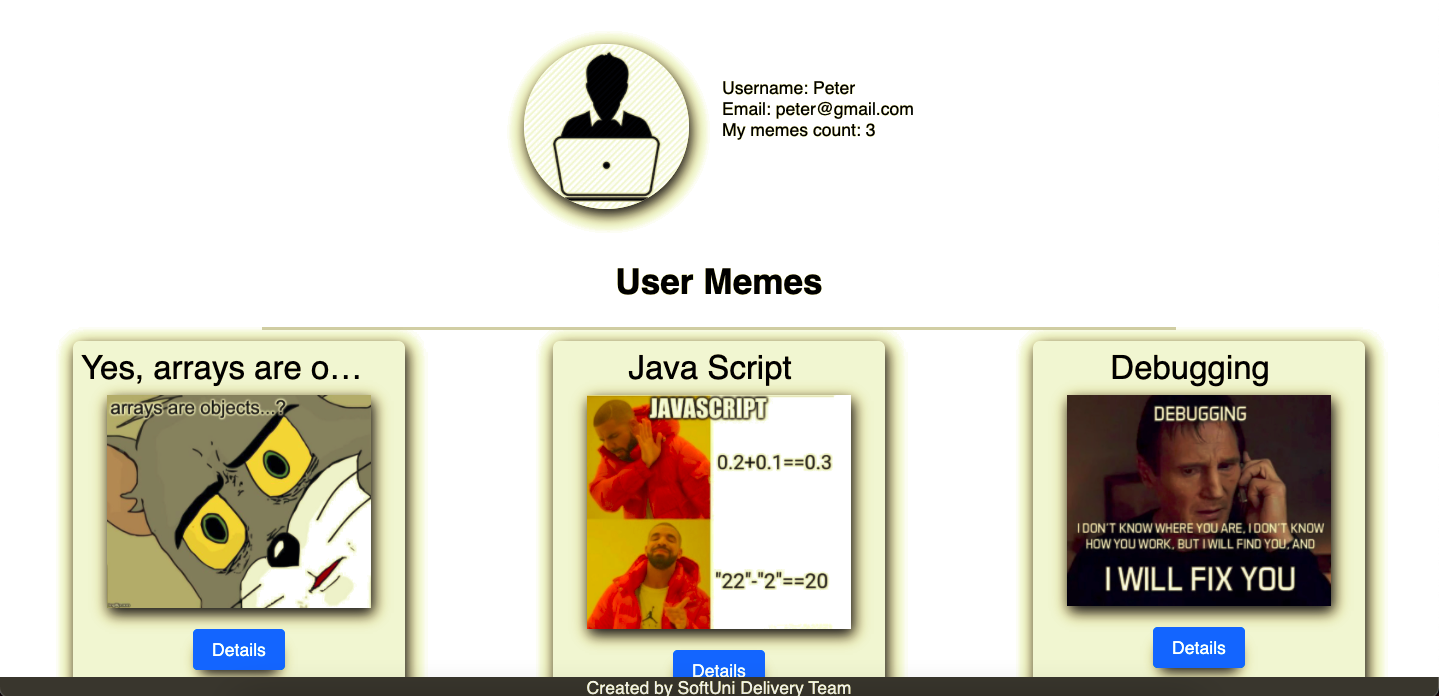 Username: Peter
Email: peter@gmail.com
My memes count: 3
User Memes
Yes, arrays are o…
arrays are objects...?
Details
Java Script
JAVASCRIPT
0.2+0.1==0.3
"22"-"2"==20
Details
Debugging
DEBUGGING
I DON'T KNOW WHERE YOU ARE, I DON'T KNOW
HOW YOU WORK, BUT I WILL FIND YOU, AND
I WILL FIX YOU
Details
Created by SoftUni Delivery Team